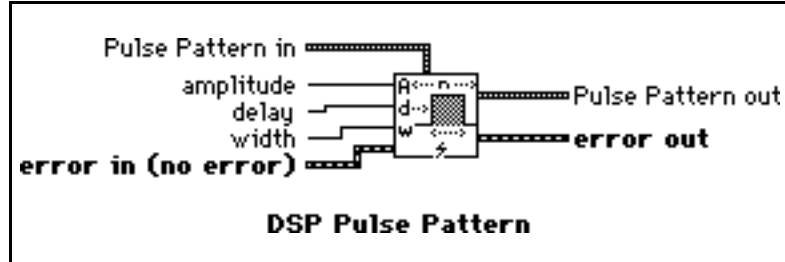 Pulse Pattern in
amplitude
delay
width
error in (no error)
A n
d
w
Pulse Pattern out
error out
DSP Pulse Pattern